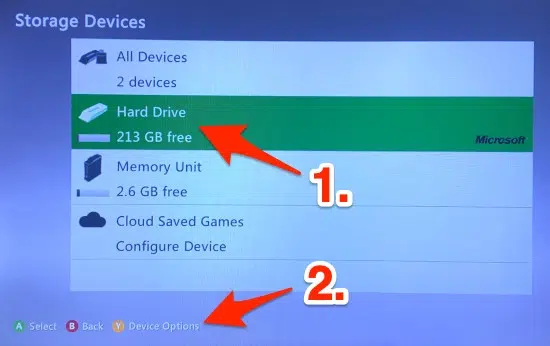 Storage Devices
All Devices
2 devices
Hard Drive
213 GB free
Microsoft
1.
Memory Unit
2.6 GB free
Cloud Saved Games
Configure Device
2.
A Select B Back Y Device Options